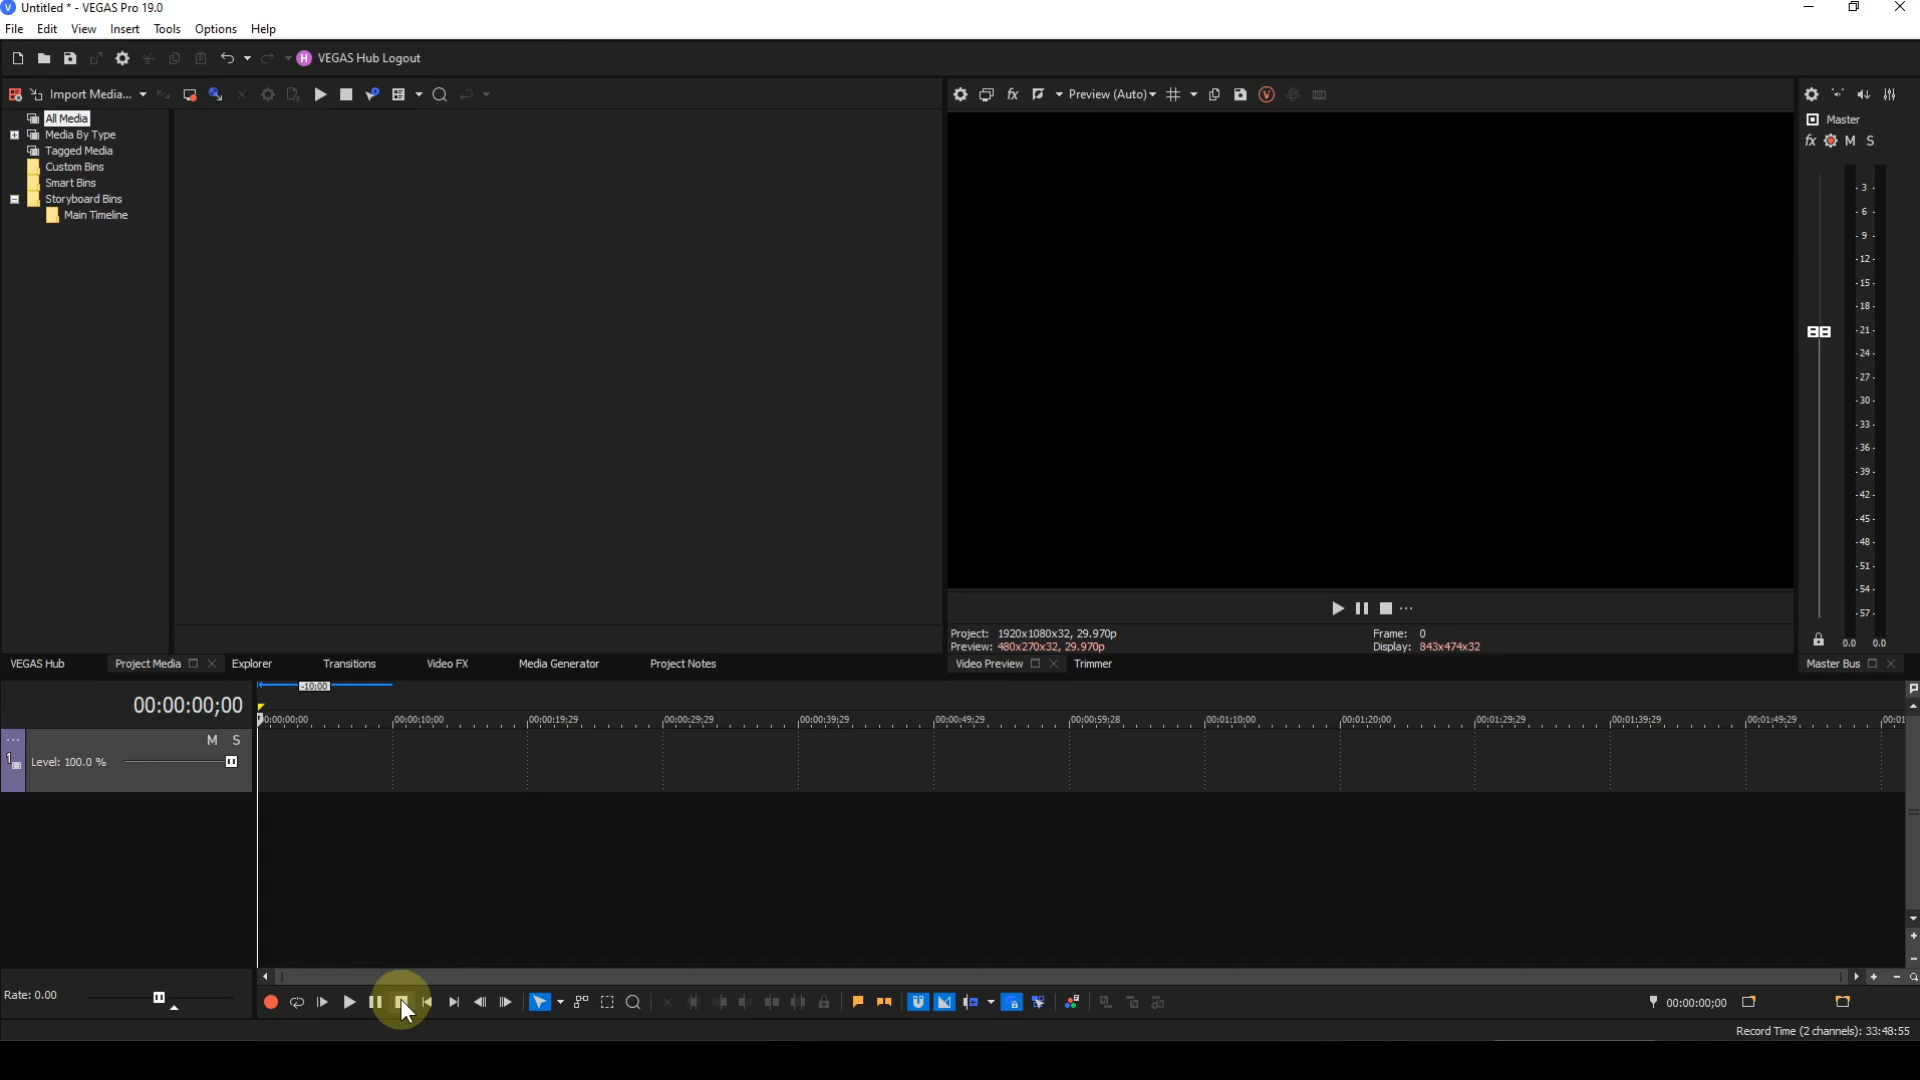 Untitled * - VEGAS Pro 19.0
File Edit View Insert Tools Options Help
H VEGAS Hub Logout
Import Media... Preview (Auto)
All Media
Media By Type
Tagged Media
Custom Bins
Smart Bins
Storyboard Bins
Main Timeline
Master
fx M S
-3-
-6-
-9-
-12-
-15-
-18-
-21-
-24-
-27-
-30-
-33-
-36-
-39-
-42-
-45-
-48-
-51-
-54-
-57-
0.0 0.0
Project: 1920x1080x32, 29.970p Frame: 0
Preview: 480x270x32, 29.970p Display: 843x474x32
VEGAS Hub Project Media Explorer Transitions Video FX Media Generator Project Notes Video Preview Trimmer Master Bus
-10:00
00:00:00;00
00:00:10;00 00:00:19;29 00:00:29;29 00:00:39;29 00:00:49;29 00:00:59;28 00:01:10;00 00:01:20;00 00:01:29;29 00:01:39;29 00:01:49;29
M S
1 Level: 100.0 %
Rate: 0.00
00:00:00;00
Record Time (2 channels): 33:48:55